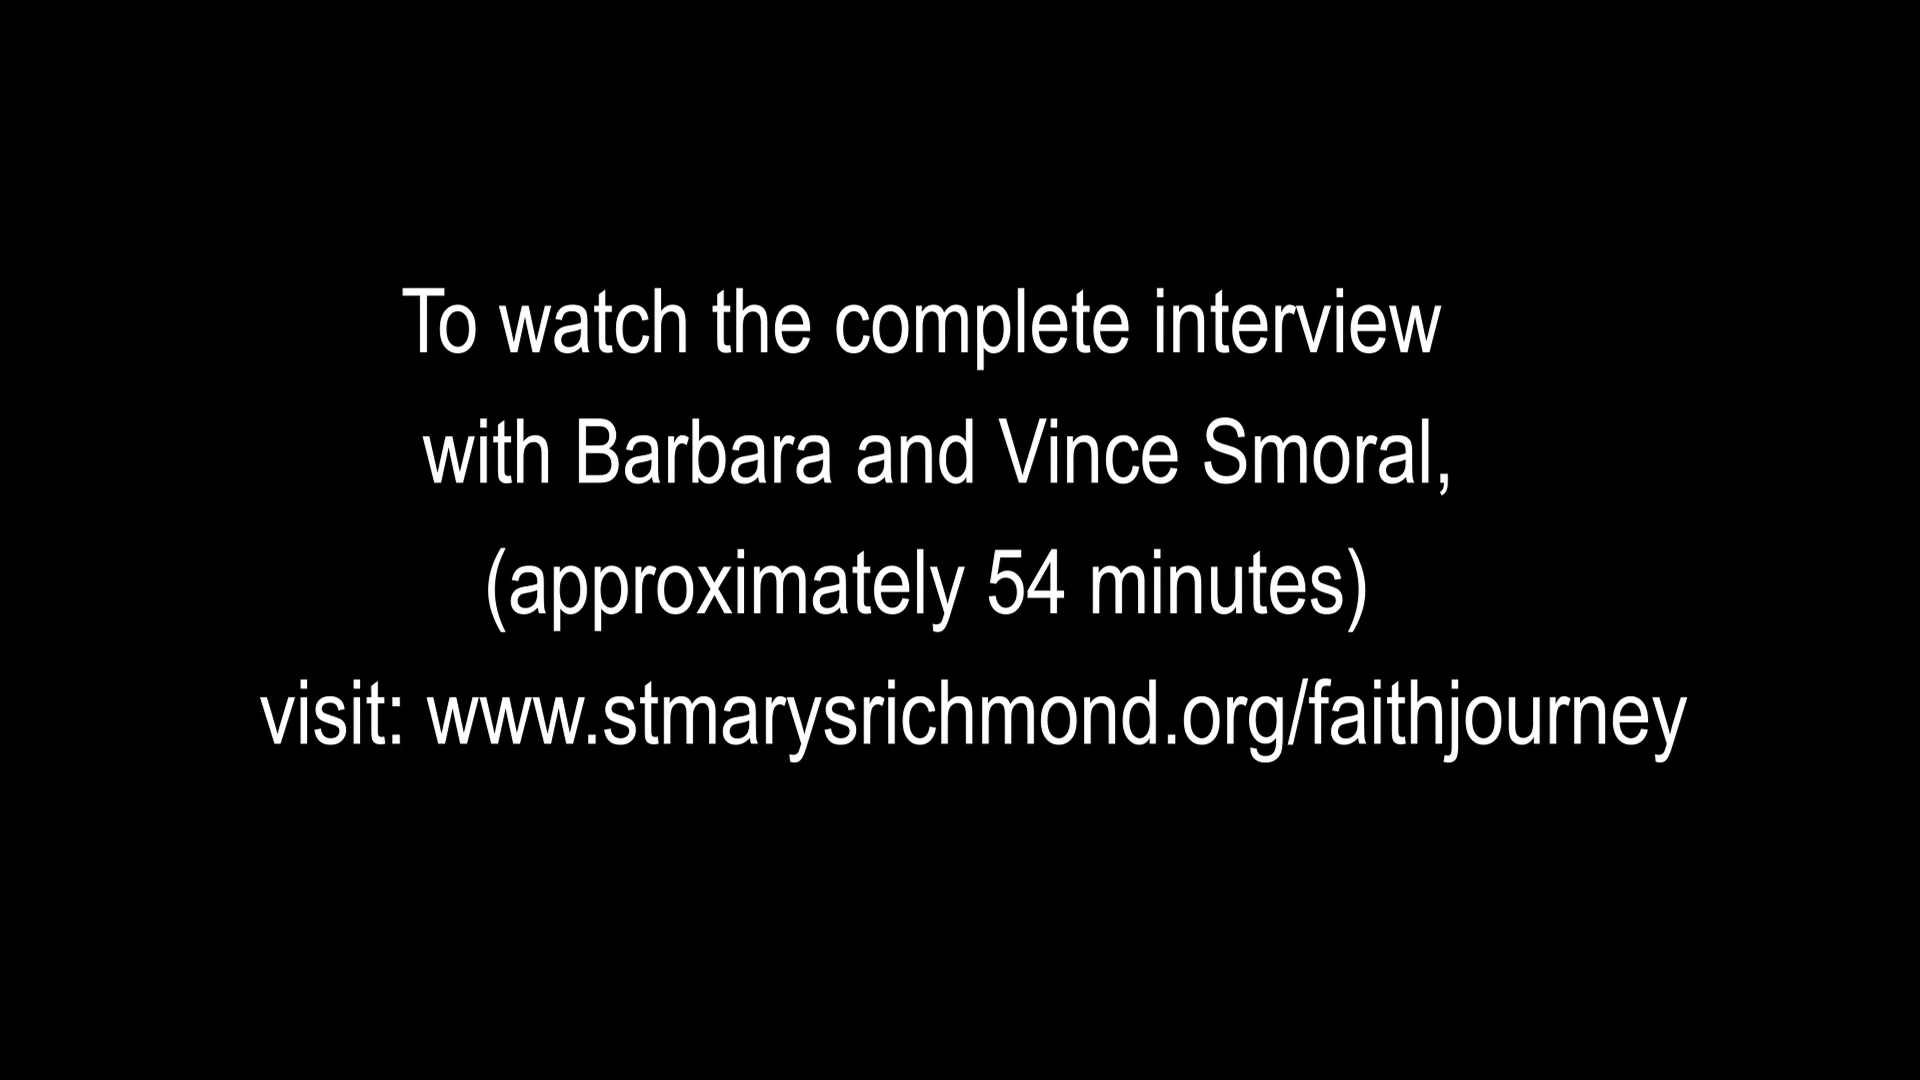 To watch the complete interview
with Barbara and Vince Smoral,
(approximately 54 minutes)
visit: www.stmarysrichmond.org/faithjourney